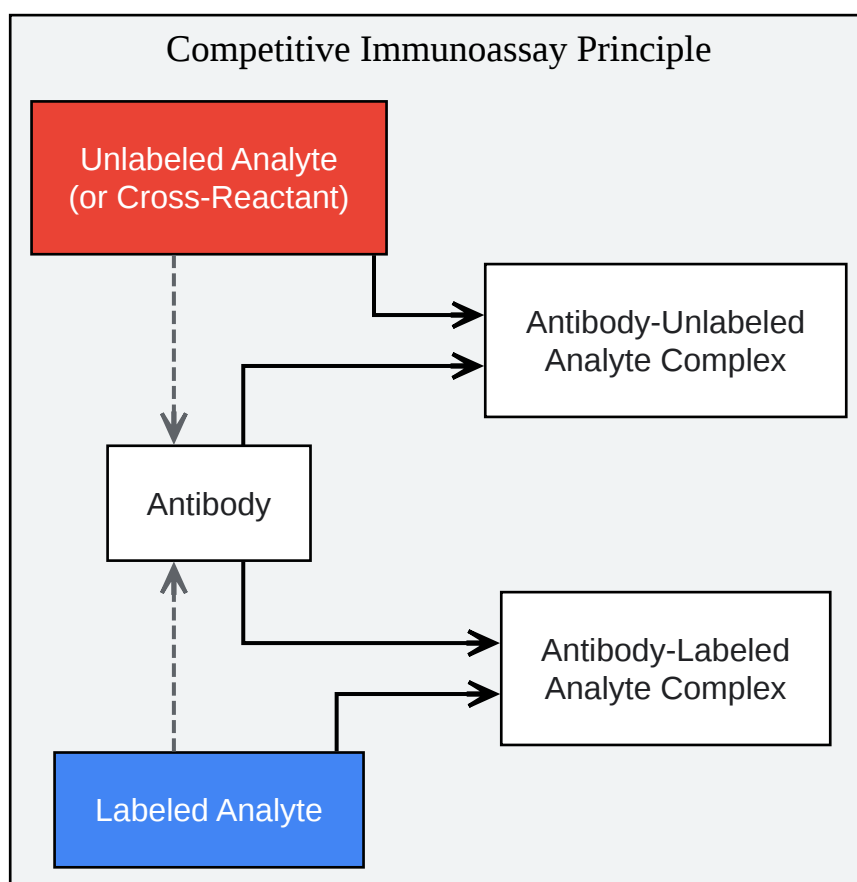 Competitive Immunoassay Principle
Unlabeled Analyte
(or Cross-Reactant)
Antibody-Unlabeled
Analyte Complex
Antibody
Antibody-Labeled
Analyte Complex
Labeled Analyte